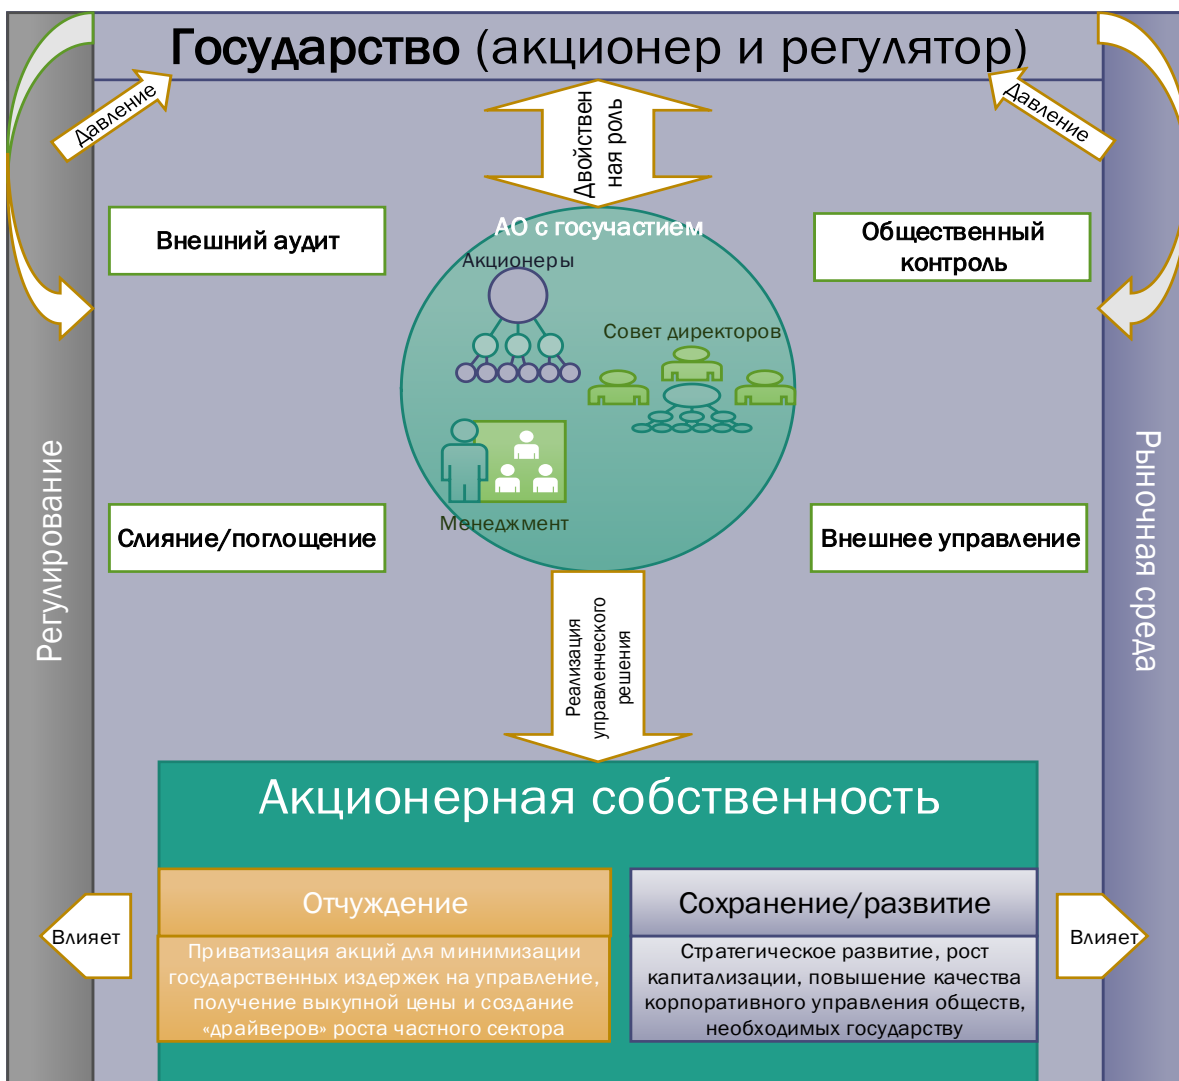 Государство (акционер и регулятор)
Давление
Двойствен
ная роль
Давление
Внешний аудит
Общественный
контроль
АО с госучастием
Акционеры
Совет директоров
Менеджмент
Слияние/поглощение
Внешнее управление
Регулирование
Рыночная среда
Реализация
управленческого
решения
Акционерная собственность
Отчуждение
Приватизация акций для минимизации
государственных издержек на управление,
получение выкупной цены и создание
«драйверов» роста частного сектора
Сохранение/развитие
Стратегическое развитие, рост
капитализации, повышение качества
корпоративного управления обществ,
необходимых государству
Влияет
Влияет